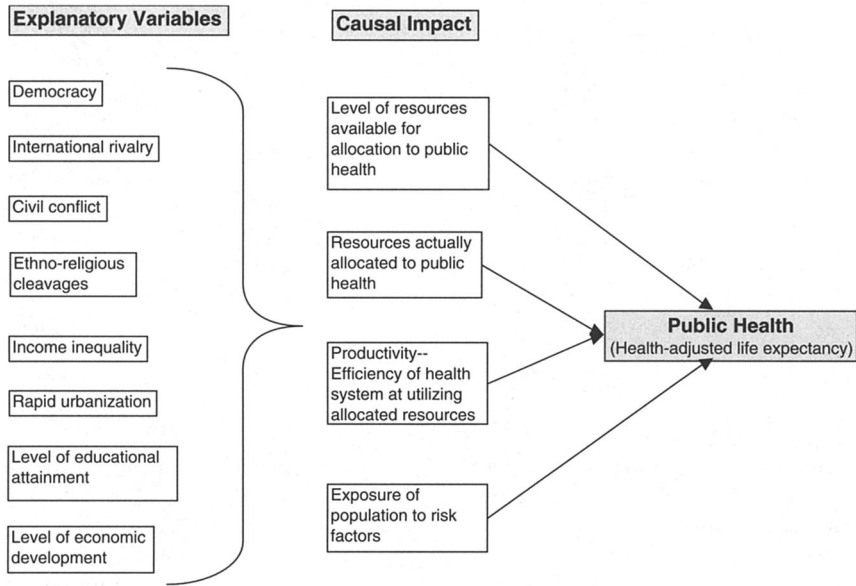 Explanatory Variables
Democracy
International rivalry
Civil conflict
Ethno-religious
cleavages
Income inequality
Rapid urbanization
Level of educational
attainment
Level of economic
development
Causal Impact
Level of resources
available for
allocation to public
health
Resources actually
allocated to public
health
Productivity--
Efficiency of health
system at utilizing
allocated resources
Exposure of
population to risk
factors
Public Health
(Health-adjusted life expectancy)